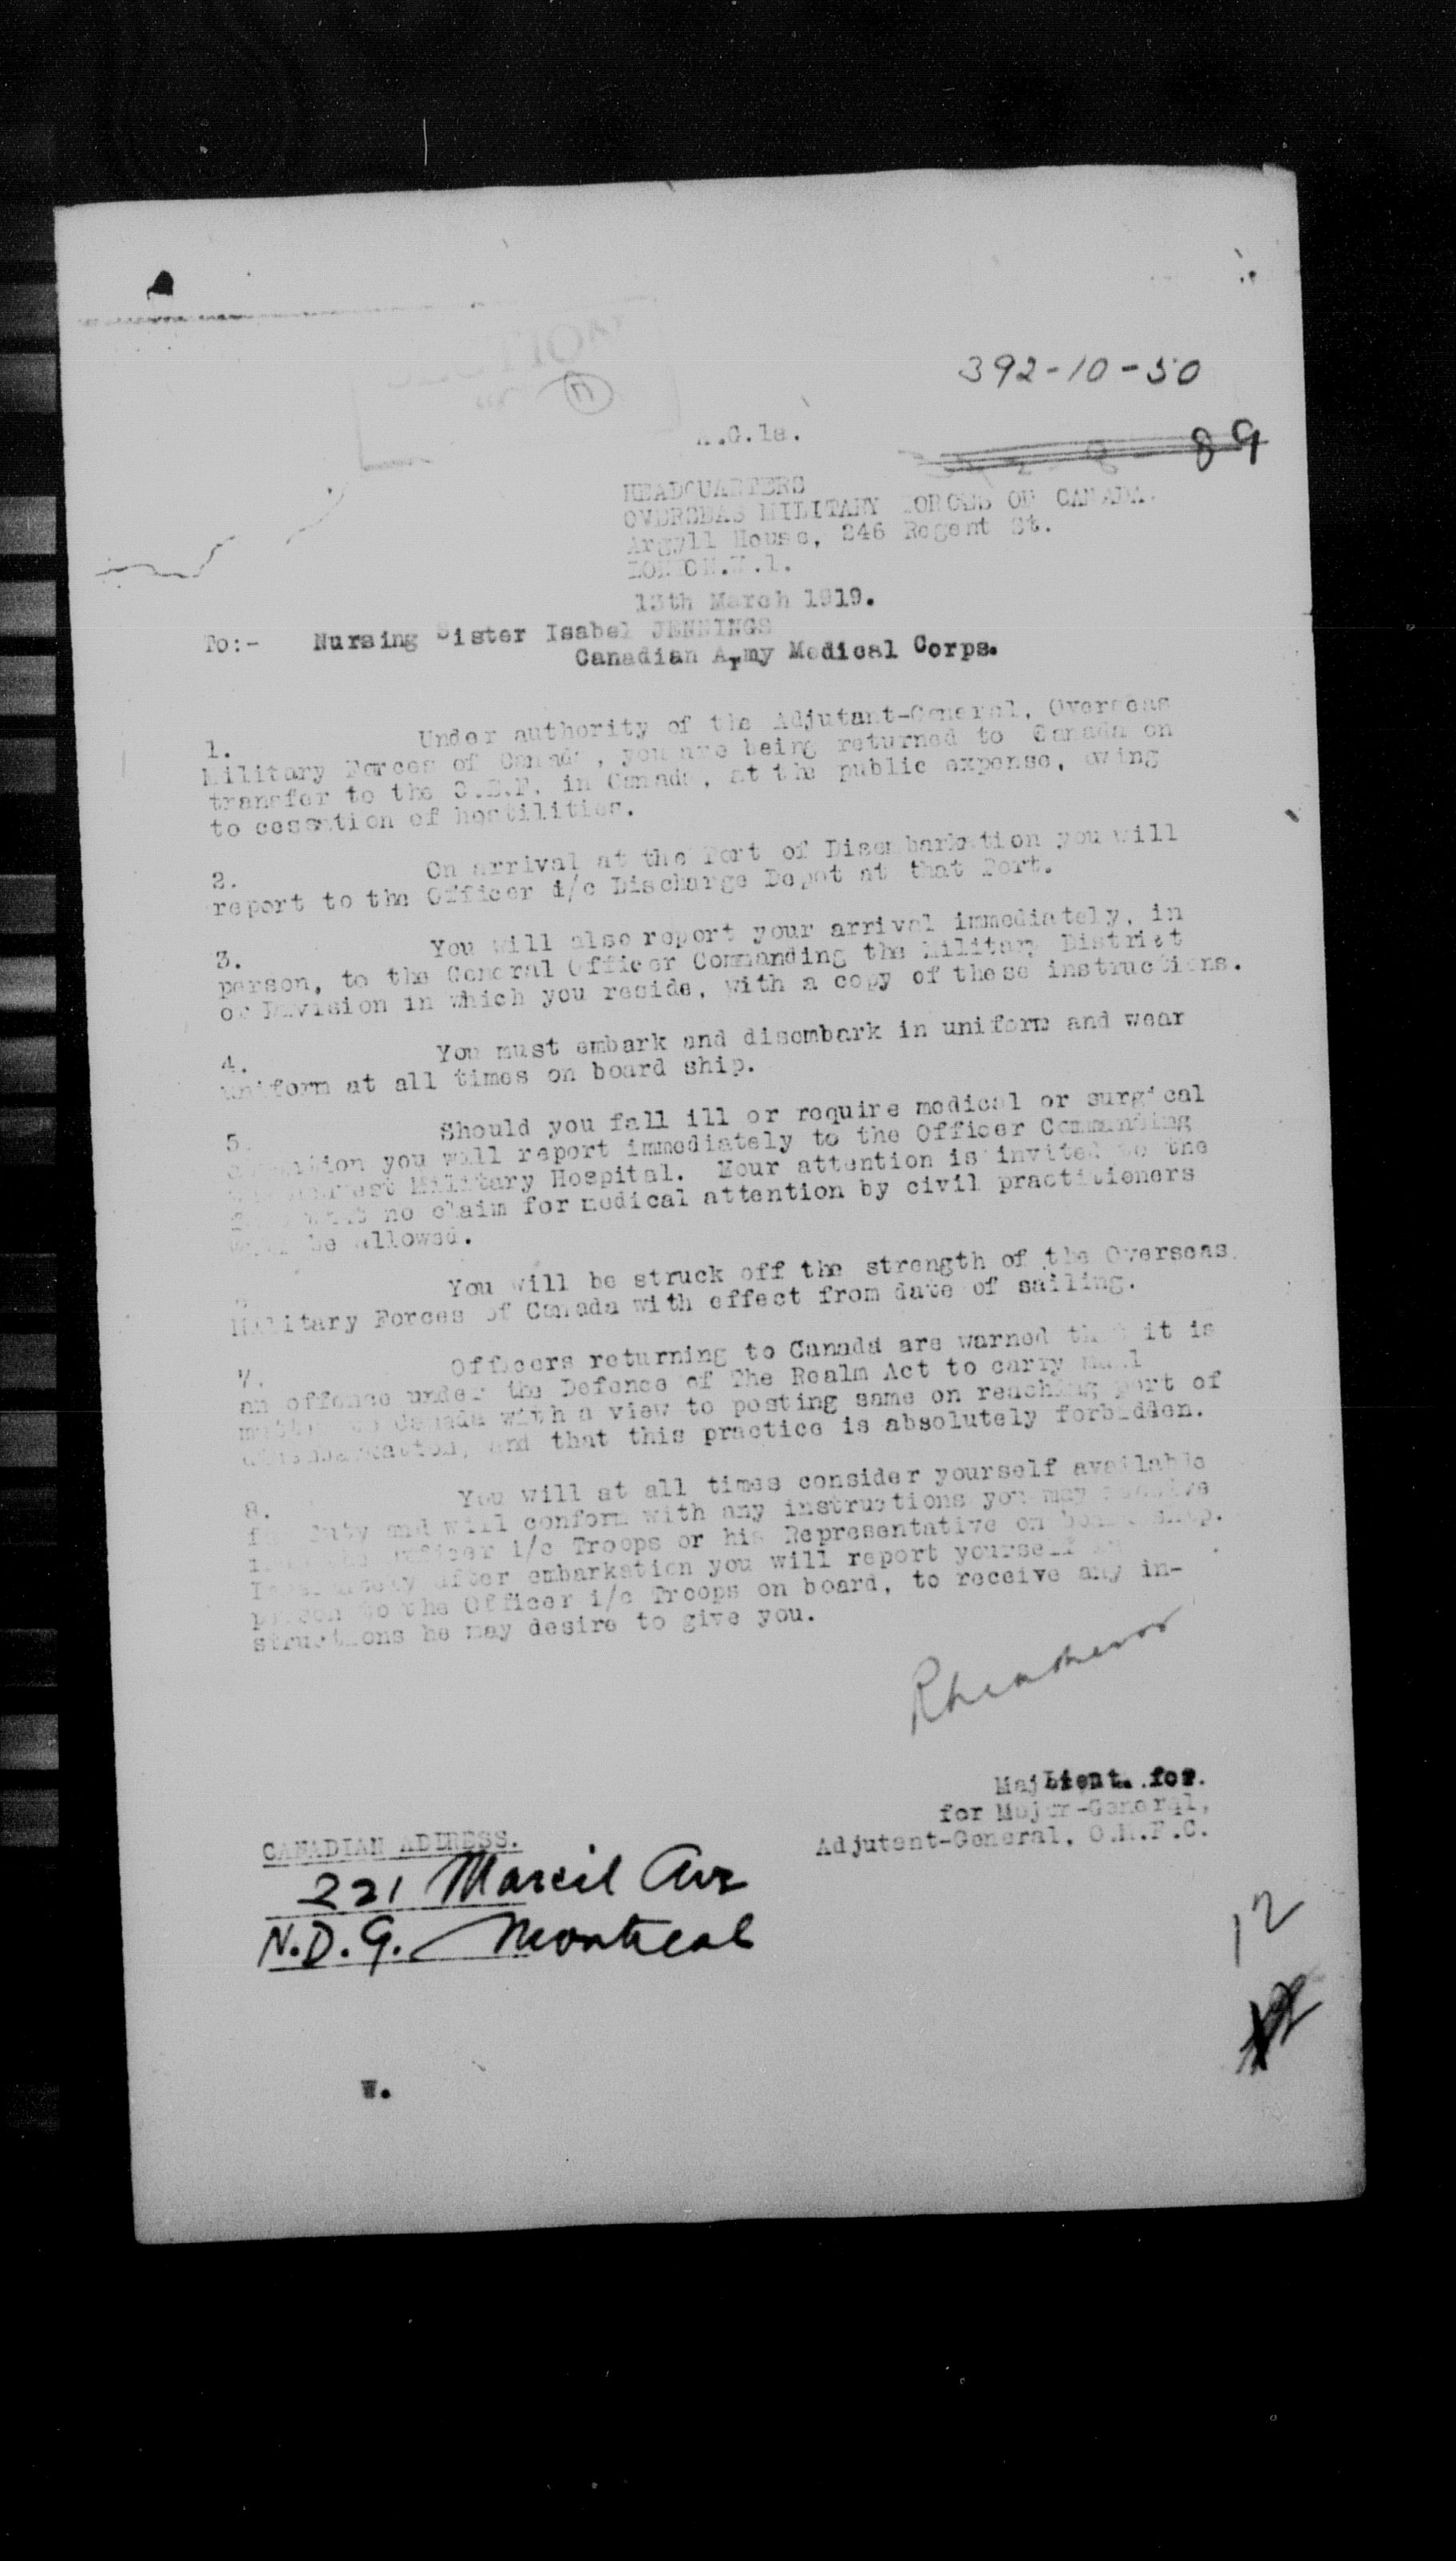 392-10-50
89
.G.1a.
HEADQUARTERS
OVERSEAS MILITARY FORCES OF CANADA.
Argyll House, 246 Regent St.
LONDON.W.1.
13th March 1919.
To:- Nursing Sister Isabel JENNINGS
Canadian Army Medical Corps.
1. Under authority of the Adjutant-General, Overseas
Military Forces of Canada, you are being returned to Canada on
transfer to the C.E.F. in Canada, at the public expense, owing
to cessation of hostilities.
2. On arrival at the Port of Disembarkation you will
report to the Officer i/c Discharge Depot at that Port.
3. You will also report your arrival immediately, in
person, to the General Officer Commanding the Military District
or Division in which you reside, with a copy of these instructions.
4. You must embark and disembark in uniform and wear
uniform at all times on board ship.
5. Should you fall ill or require medical or surgical
you will report immediately to the Officer Commanding
nearest Military Hospital. Your attention is invited to the
no claim for medical attention by civil practitioners
will be allowed.
You will be struck off the strength of the Overseas
Military Forces of Canada with effect from date of sailing.
7. Officers returning to Canada are warned that it is
an offence under the Defence of The Realm Act to carry mail
matter to Canada with a view to posting same on reaching port of
disembarkation, and that this practice is absolutely forbidden.
8. You will at all times consider yourself available
for duty and will conform with any instructions you may receive
from the Officer i/c Troops or his Representative on board ship.
after embarkation you will report yourself in
person to the Officer i/c Troops on board, to receive any in-
structions he may desire to give you.
Maj Lieut. for.
for Major-General,
Adjutant-General, O.M.F.C.
CANADIAN ADDRESS.
221 Marcil Ave
N.D.G. Montreal
12
W.